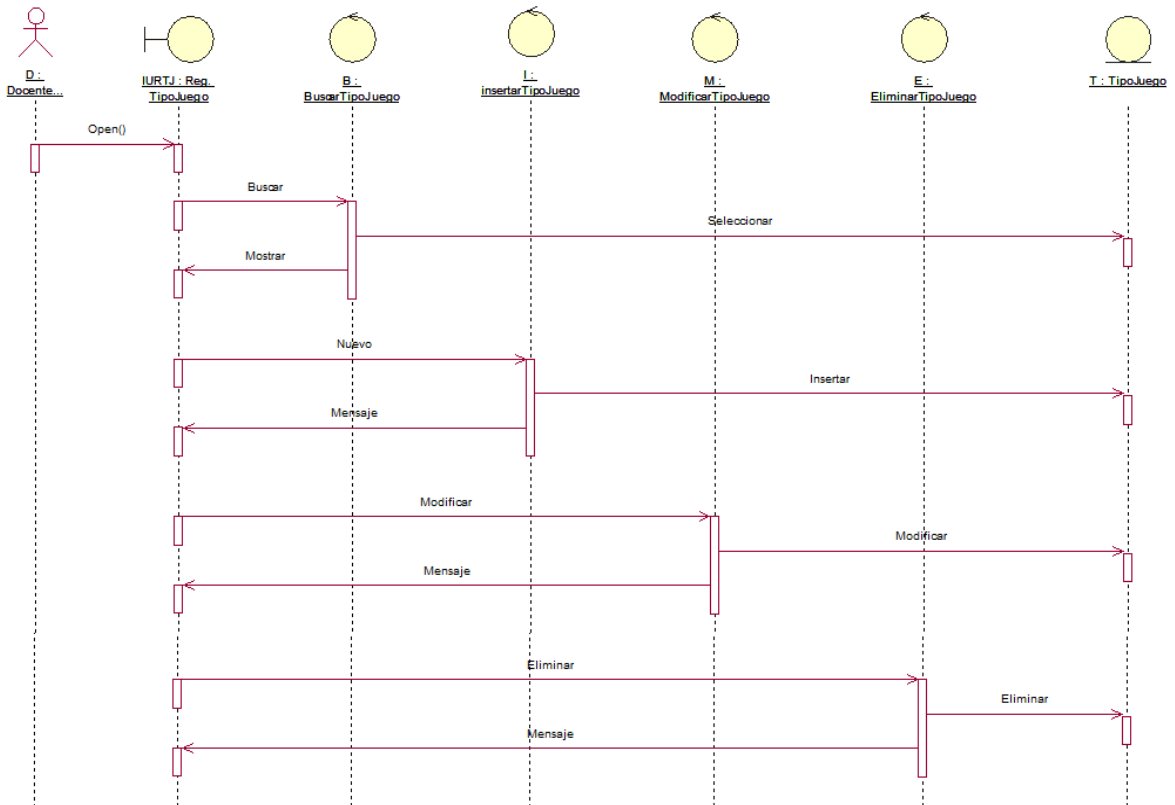 D :
Docente...
IURTJ : Reg.
TipoJuego
B :
BuscarTipoJuego
I :
insertarTipoJuego
M :
ModificarTipoJuego
E :
EliminarTipoJuego
T : TipoJuego
Open()
Buscar
Seleccionar
Mostrar
Nuevo
Insertar
Mensaje
Modificar
Modificar
Mensaje
Eliminar
Eliminar
Mensaje